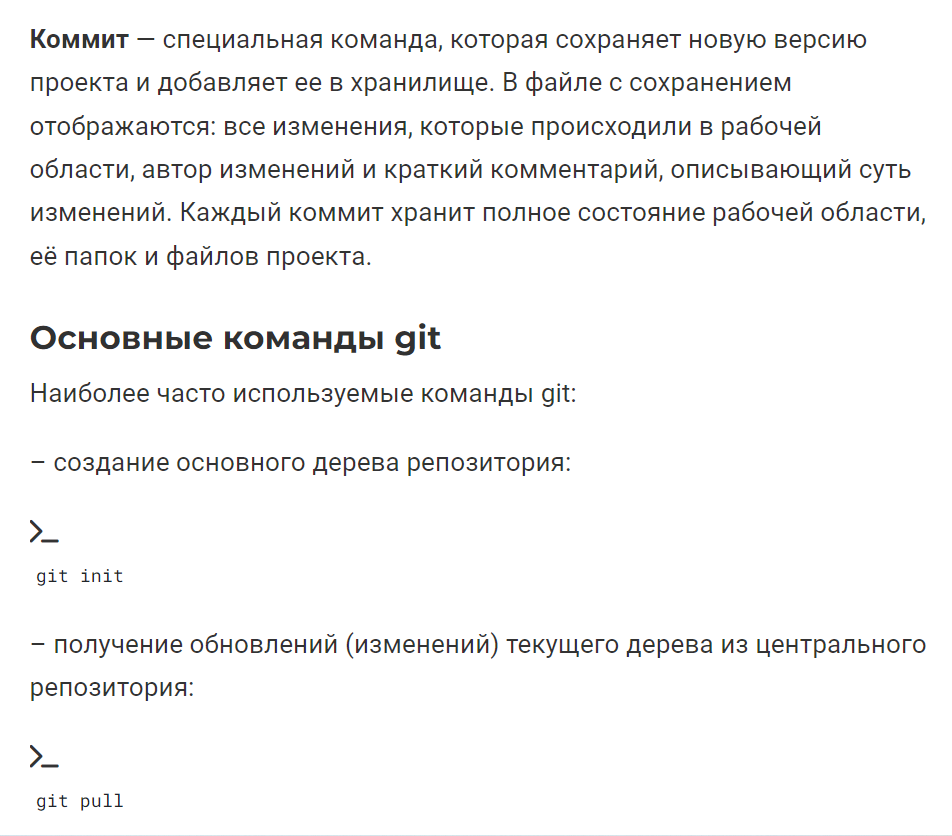 Коммит — специальная команда, которая сохраняет новую версию
проекта и добавляет ее в хранилище. В файле с сохранением
отображаются: все изменения, которые происходили в рабочей
области, автор изменений и краткий комментарий, описывающий суть
изменений. Каждый коммит хранит полное состояние рабочей области,
её папок и файлов проекта.
Основные команды git
Наиболее часто используемые команды git:
– создание основного дерева репозитория:
git init
– получение обновлений (изменений) текущего дерева из центрального
репозитория:
git pull